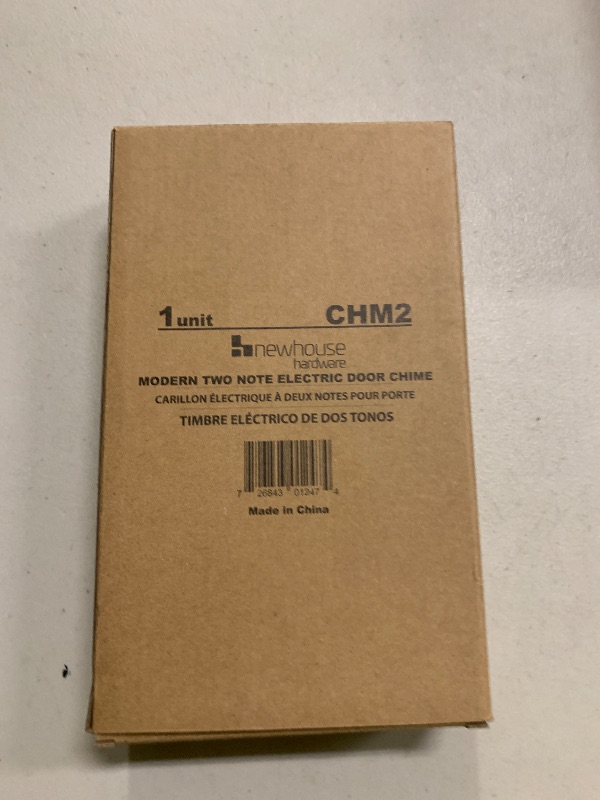 1 unit CHM2
newhouse
hardware
MODERN TWO NOTE ELECTRIC DOOR CHIME
CARILLON ÉLECTRIQUE À DEUX NOTES POUR PORTE
TIMBRE ELÉCTRICO DE DOS TONOS
7 26843 01247 4
Made in China